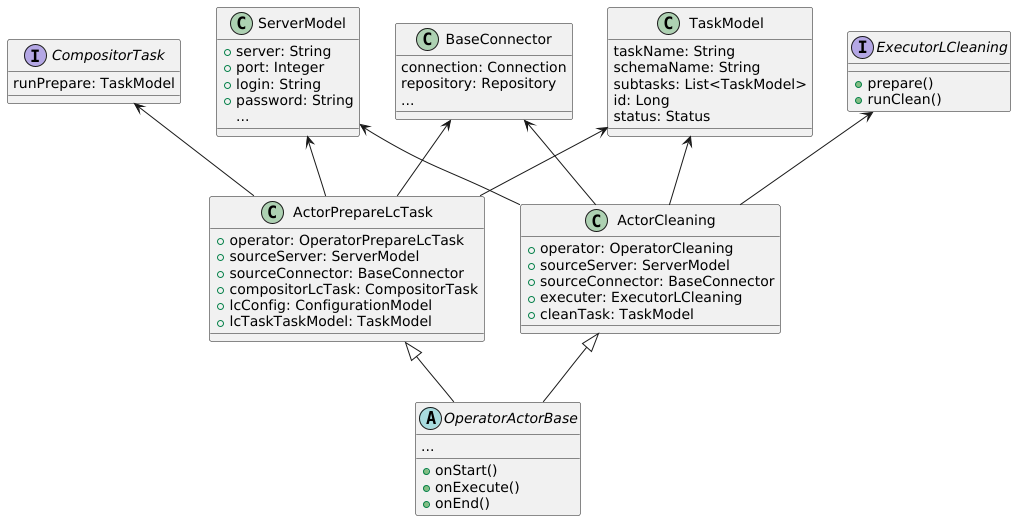 I CompositorTask
runPrepare: TaskModel
C ServerModel
server: String
port: Integer
login: String
password: String
...
C BaseConnector
connection: Connection
repository: Repository
...
C TaskModel
taskName: String
schemaName: String
subtasks: List<TaskModel>
id: Long
status: Status
I ExecutorLCleaning
prepare()
runClean()
C ActorPrepareLcTask
operator: OperatorPrepareLcTask
sourceServer: ServerModel
sourceConnector: BaseConnector
compositorLcTask: CompositorTask
lcConfig: ConfigurationModel
lcTaskTaskModel: TaskModel
C ActorCleaning
operator: OperatorCleaning
sourceServer: ServerModel
sourceConnector: BaseConnector
executer: ExecutorLCleaning
cleanTask: TaskModel
A OperatorActorBase
...
onStart()
onExecute()
onEnd()